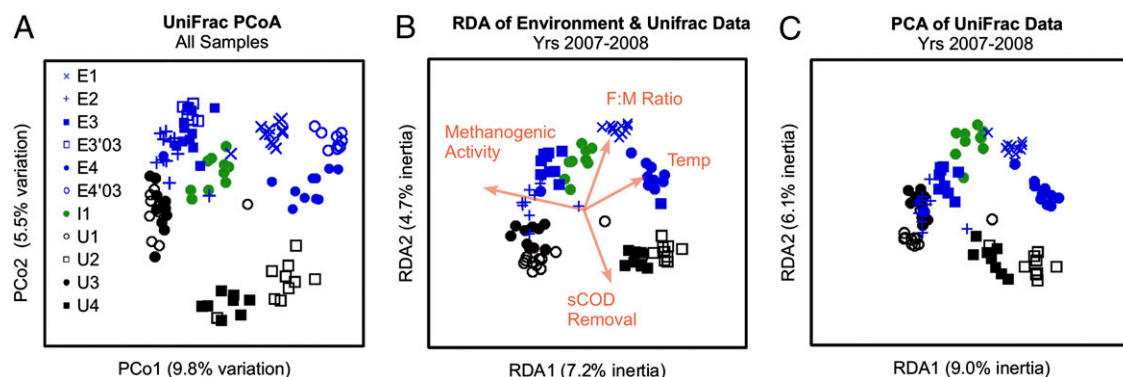 A
UniFrac PCoA
All Samples
E1
E2
E3
E3'03
E4
E4'03
I1
U1
U2
U3
U4
PCo2 (5.5% variation)
PCo1 (9.8% variation)
B
RDA of Environment & Unifrac Data
Yrs 2007-2008
F:M Ratio
Methanogenic
Activity
Temp
sCOD
Removal
RDA2 (4.7% inertia)
RDA1 (7.2% inertia)
C
PCA of UniFrac Data
Yrs 2007-2008
RDA2 (6.1% inertia)
RDA1 (9.0% inertia)